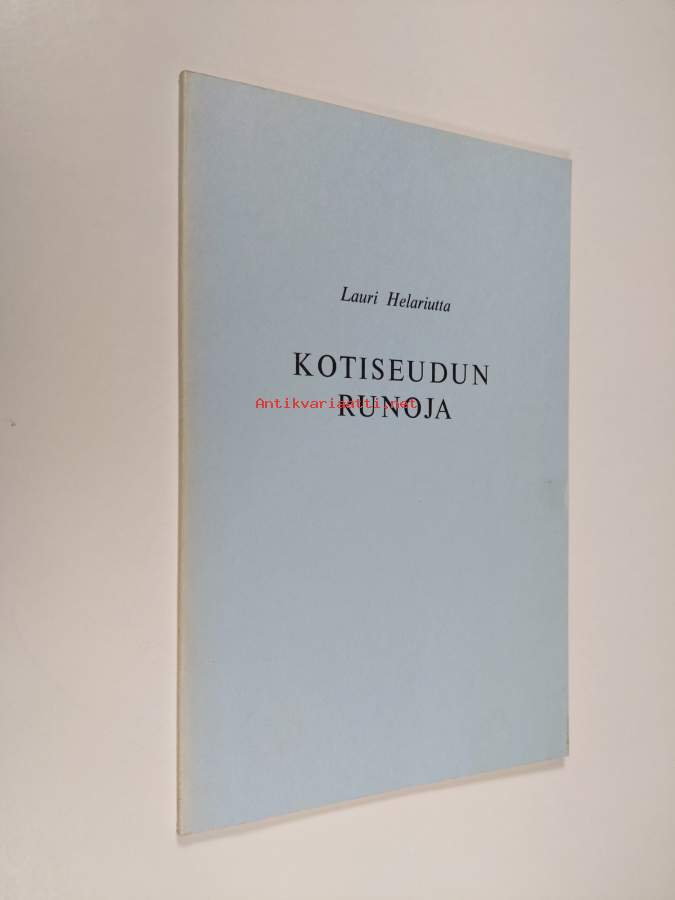 Lauri Helariutta
KOTISEUDUN
Antikvariaatti.net
RUNOJA